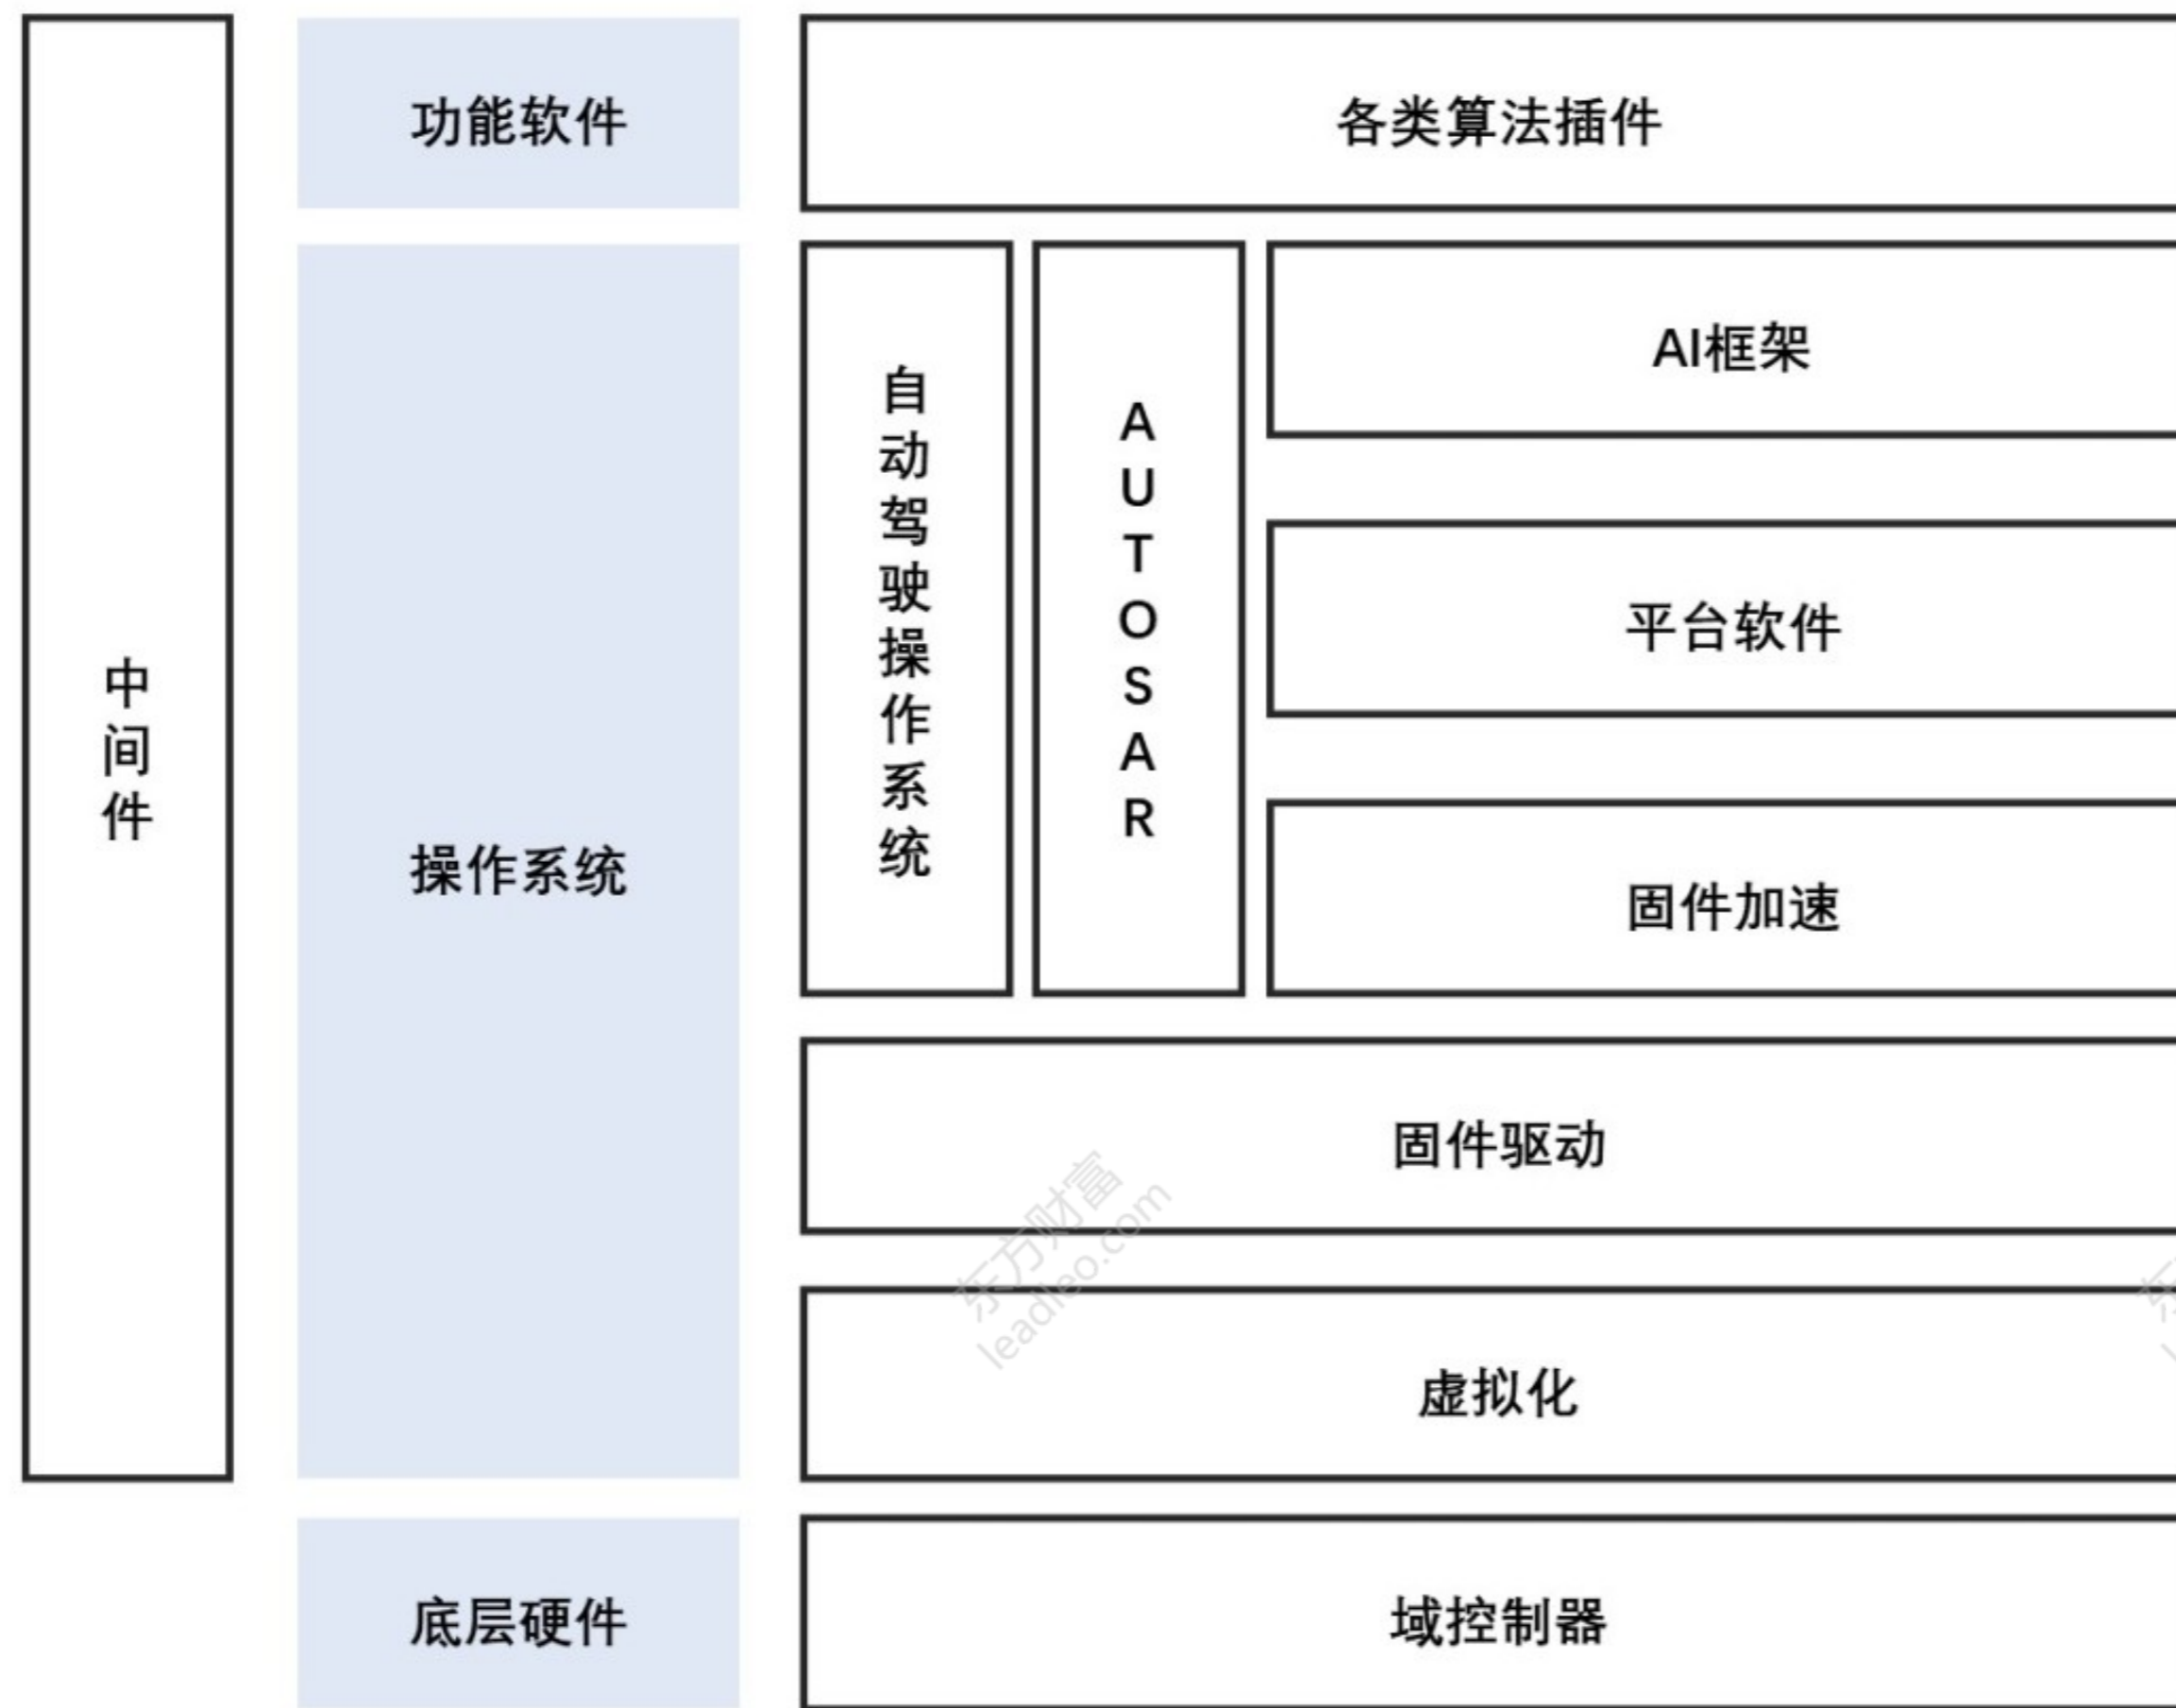 中间件
功能软件
各类算法插件
操作系统
自动驾驶操作系统
AUTOSAR
AI框架
平台软件
固件加速
固件驱动
虚拟化
底层硬件
域控制器
东方财富
leadleo.com